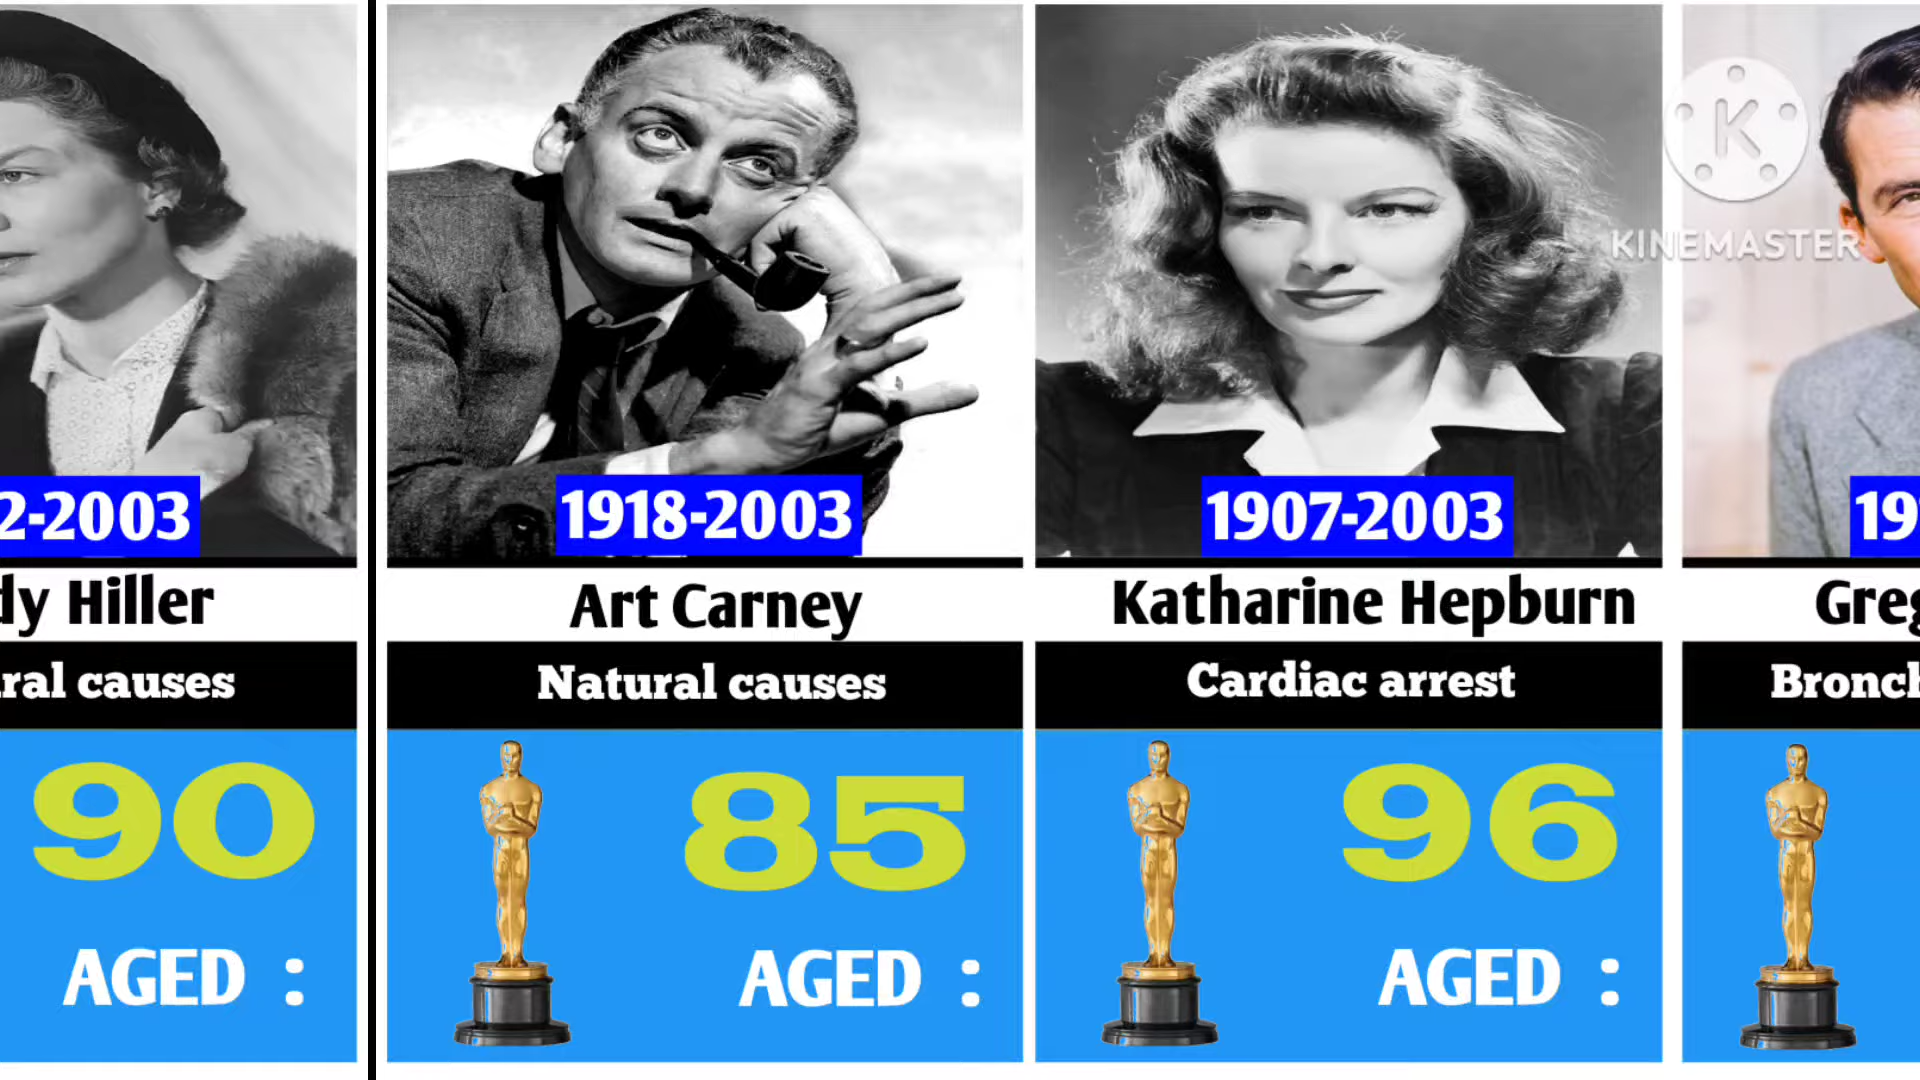 2-2003
dy Hiller
ral causes
90
AGED :
1918-2003
Art Carney
Natural causes
85
AGED :
1907-2003
Katharine Hepburn
Cardiac arrest
96
AGED :
K
KINEMASTER
19
Greg
Bronch